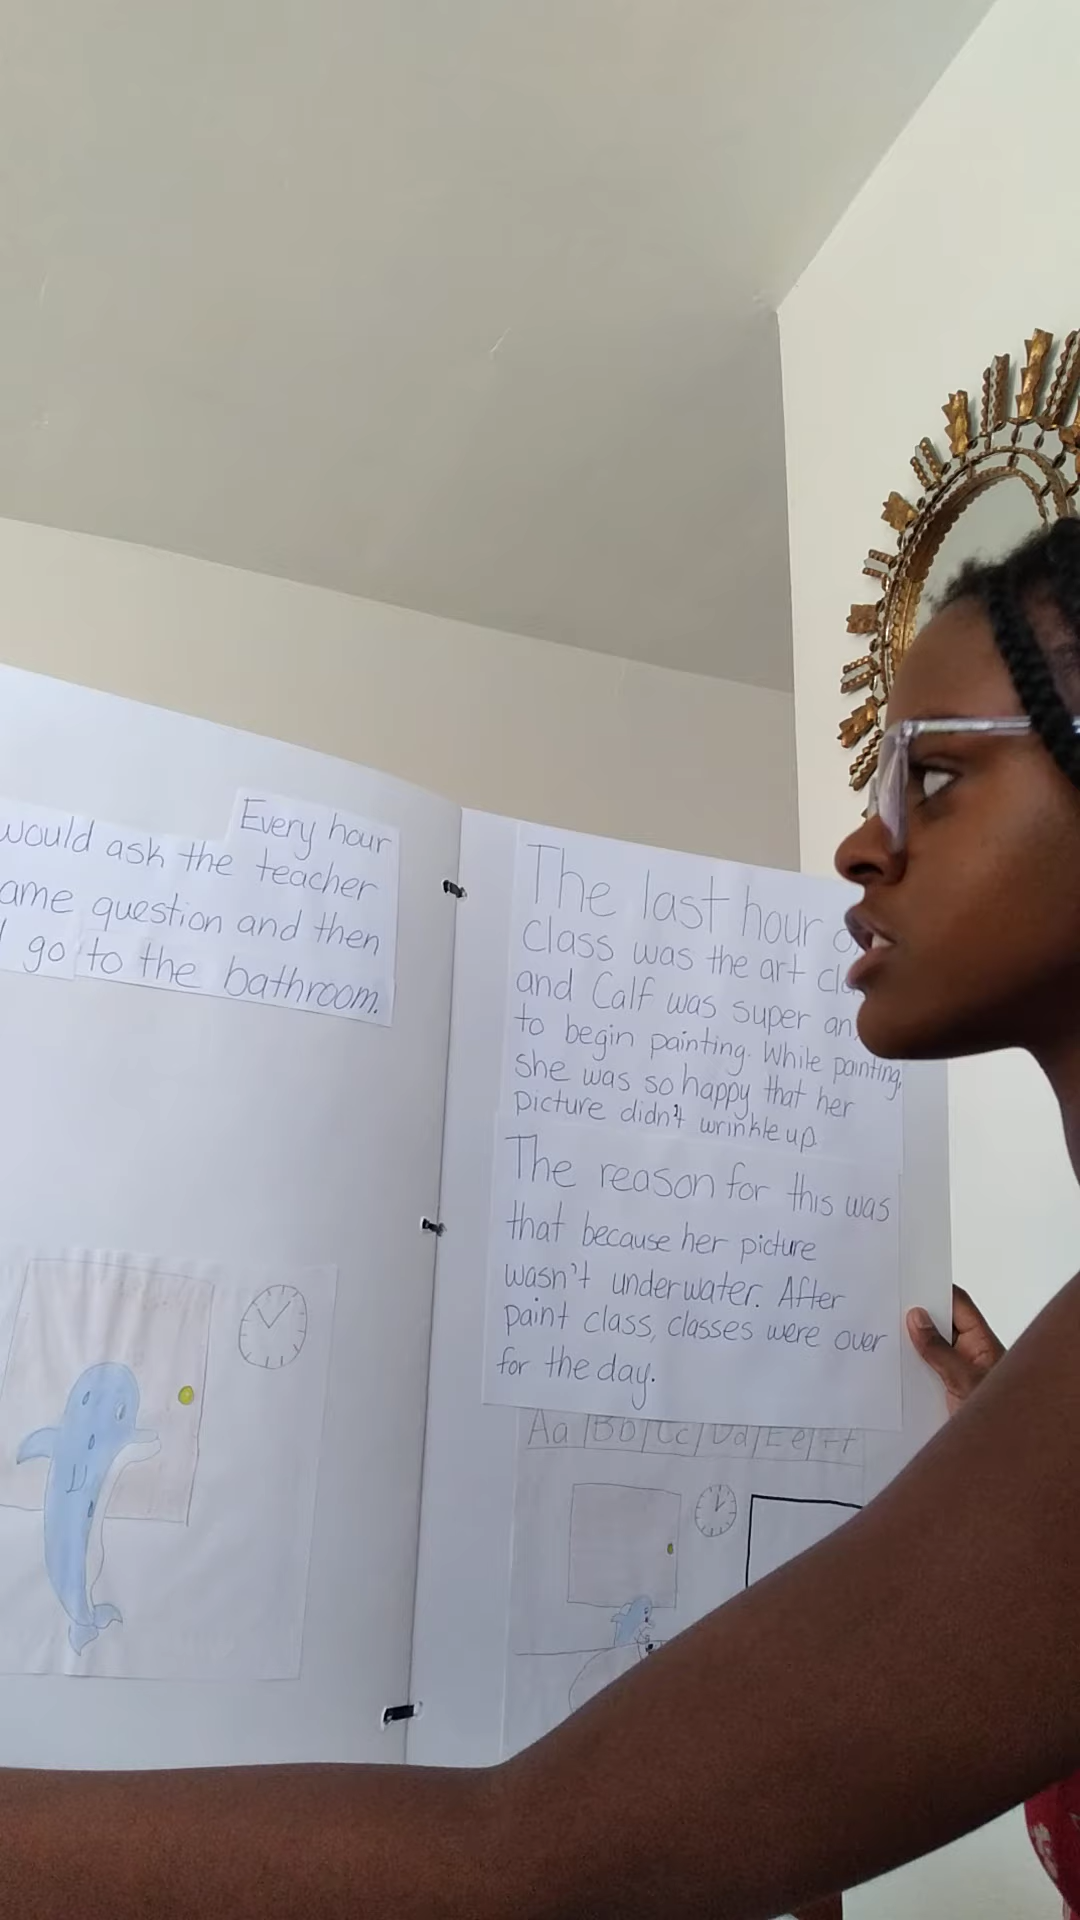 Every hour
would ask the teacher
ame question and then
go to the bathroom.
The last hour
class was the art
and Calf was super
to begin painting. While painting,
she was so happy that her
picture didn't wrinkle up.
The reason for this was
that because her picture
wasn't underwater. After
paint class, classes were over
for the day.
Aa Bb Cc Dd Ee Ff